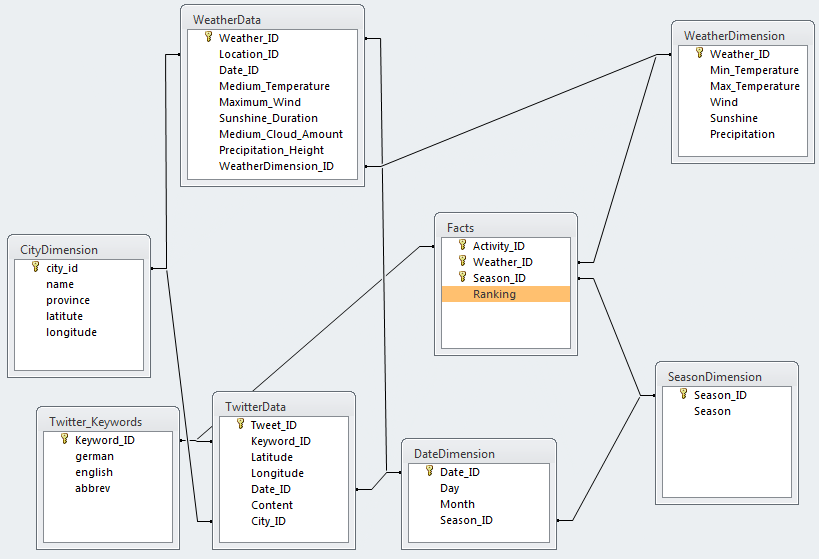 WeatherData
Weather_ID
Location_ID
Date_ID
Medium_Temperature
Maximum_Wind
Sunshine_Duration
Medium_Cloud_Amount
Precipitation_Height
WeatherDimension_ID
WeatherDimension
Weather_ID
Min_Temperature
Max_Temperature
Wind
Sunshine
Precipitation
CityDimension
city_id
name
province
latitute
longitude
Facts
Activity_ID
Weather_ID
Season_ID
Ranking
Twitter_Keywords
Keyword_ID
german
english
abbrev
TwitterData
Tweet_ID
Keyword_ID
Latitude
Longitude
Date_ID
Content
City_ID
DateDimension
Date_ID
Day
Month
Season_ID
SeasonDimension
Season_ID
Season